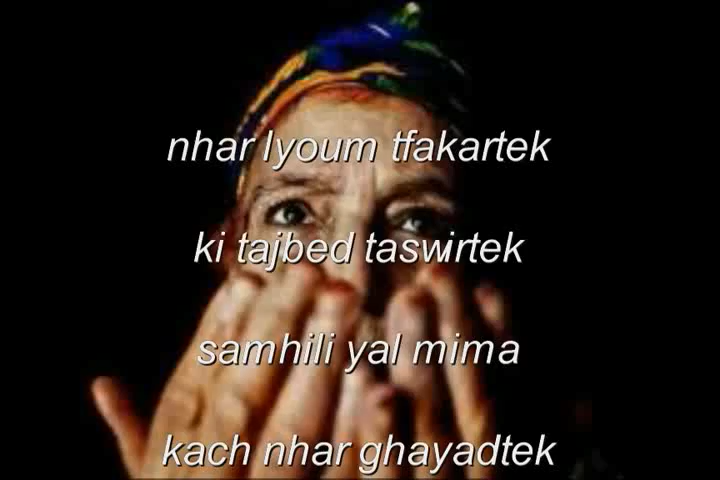 nhar lyoum tfakartek
ki tajbed taswirtek
samhili yal mima
kach nhar ghayadtek